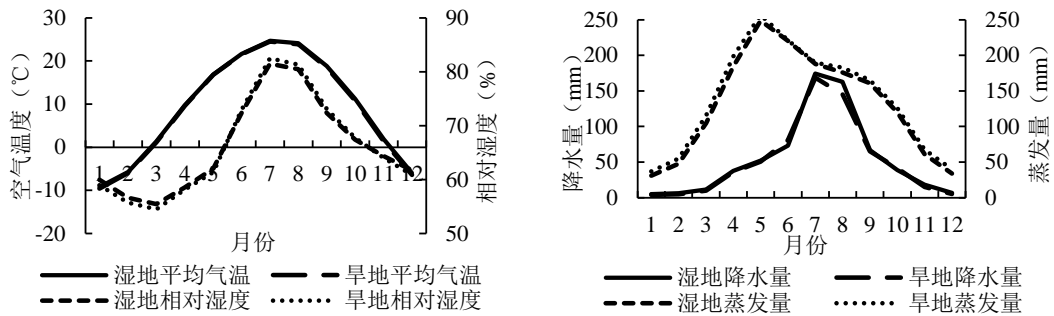 30
20
10
0
-10
-20
空气温度（℃）
1 2 3 4 5 6 7 8 9 10 11 12
月份
90
80
70
60
50
相对湿度（%）
湿地平均气温 旱地平均气温
湿地相对湿度 旱地相对湿度
250
200
150
100
50
0
降水量（mm）
1 2 3 4 5 6 7 8 9 10 11 12
月份
250
200
150
100
50
0
蒸发量（mm）
湿地降水量 旱地降水量
湿地蒸发量 旱地蒸发量